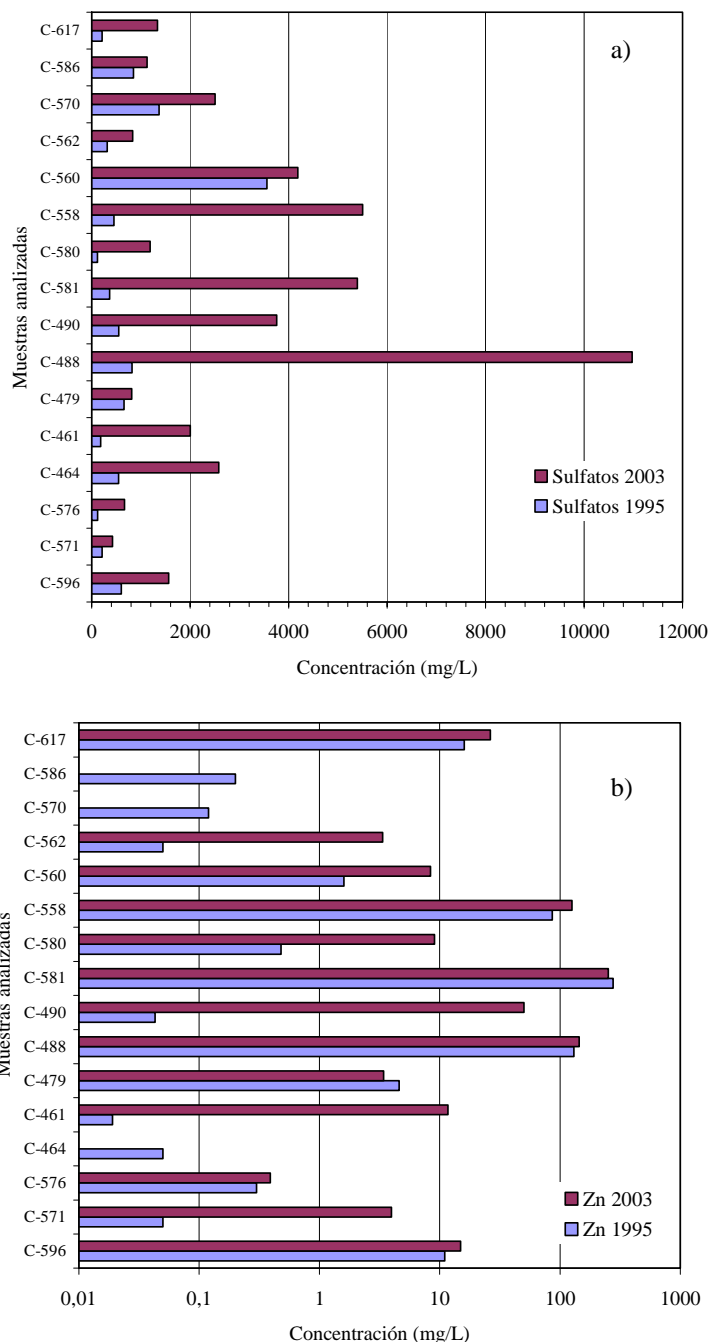 a)
C-617
C-586
C-570
C-562
C-560
C-558
C-580
C-581
C-490
C-488
C-479
C-461
C-464
C-576
C-571
C-596
Muestras analizadas
Sulfatos 2003
Sulfatos 1995
0 2000 4000 6000 8000 10000 12000
Concentración (mg/L)
b)
C-617
C-586
C-570
C-562
C-560
C-558
C-580
C-581
C-490
C-488
C-479
C-461
C-464
C-576
C-571
C-596
Muestras analizadas
Zn 2003
Zn 1995
0,01 0,1 1 10 100 1000
Concentración (mg/L)